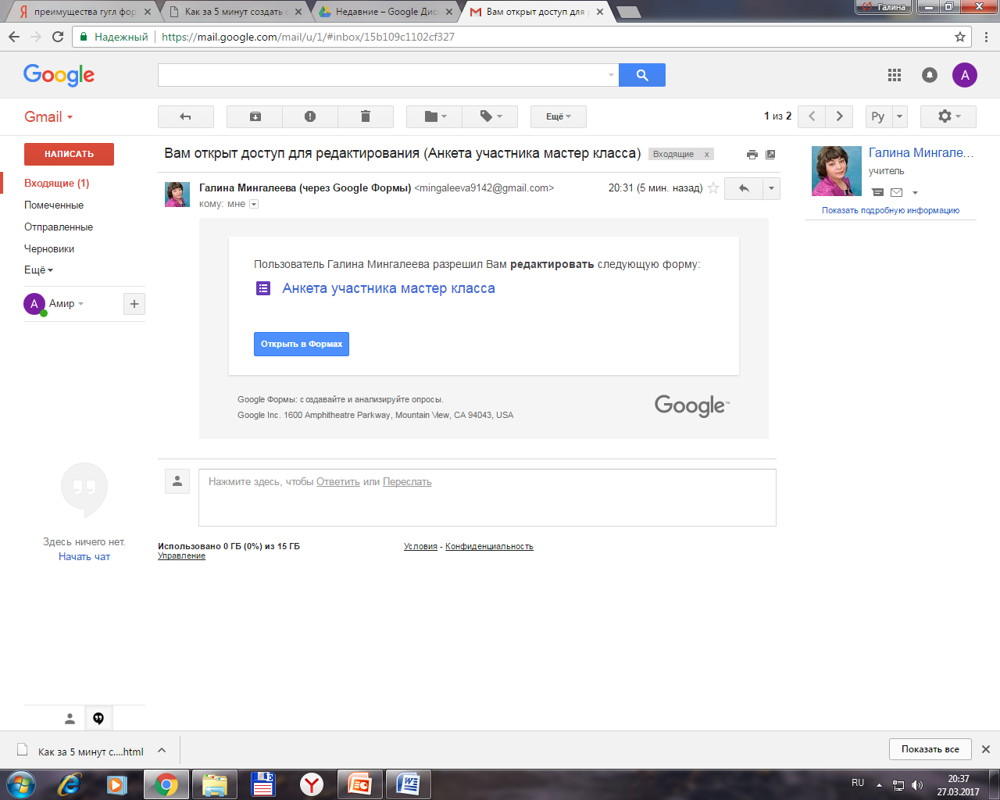 преимущества гугл фор
Как за 5 минут создать
Недавние – Google Дис
Вам открыт доступ для
Галина
Надежный
https://mail.google.com/mail/u/1/#inbox/15b109c1102cf327
Google
A
Gmail
Ещё
1 из 2
Ру
НАПИСАТЬ
Входящие (1)
Помеченные
Отправленные
Черновики
Ещё
A
Амир
Вам открыт доступ для редактирования (Анкета участника мастер класса)
Входящие x
Галина Мингалеева (через Google Формы) <mingaleeva9142@gmail.com>
20:31 (5 мин. назад)
кому: мне
Пользователь Галина Мингалеева разрешил Вам редактировать следующую форму:
Анкета участника мастер класса
Открыть в Формах
Google Формы: создавайте и анализируйте опросы.
Google Inc. 1600 Amphitheatre Parkway, Mountain View, CA 94043, USA
Google™
Галина Мингале...
учитель
Показать подробную информацию
Нажмите здесь, чтобы Ответить или Переслать
Использовано 0 ГБ (0%) из 15 ГБ
Управление
Условия - Конфиденциальность
Здесь ничего нет.
Начать чат
Как за 5 минут с....html
Показать все
RU
20:37
27.03.2017